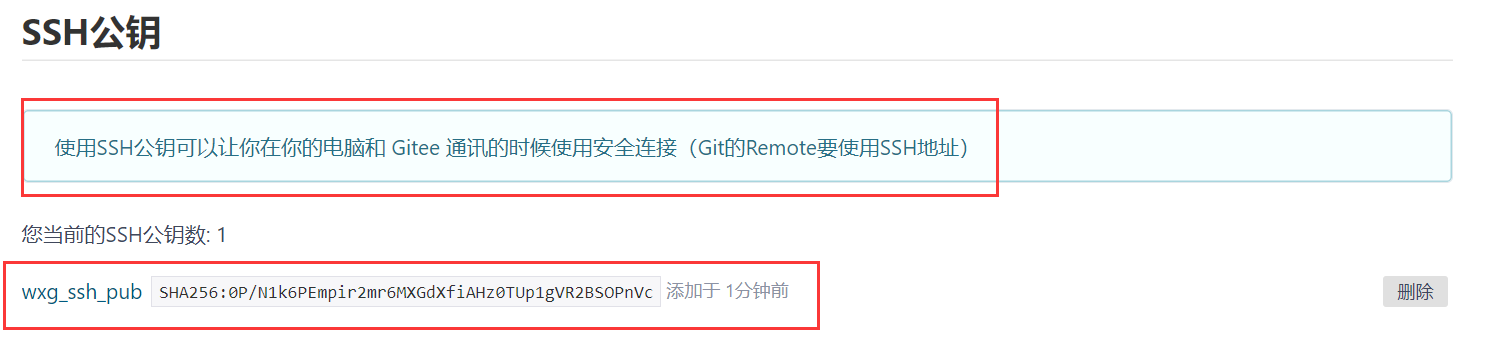 SSH公钥
使用SSH公钥可以让你在你的电脑和 Gitee 通讯的时候使用安全连接（Git的Remote要使用SSH地址）
您当前的SSH公钥数: 1
wxg_ssh_pub SHA256:0P/N1k6PEmpir2mr6MXGdXfiAHz0TUp1gVR2BSOPnVc 添加于 1分钟前 删除